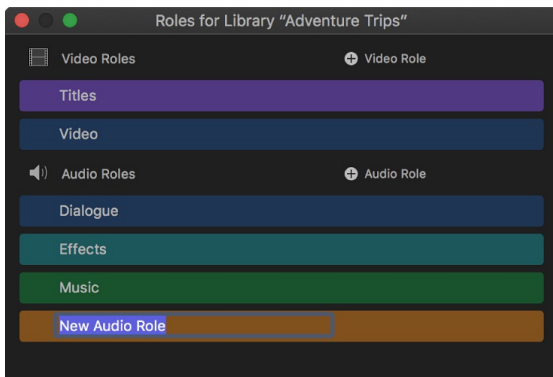 Roles for Library “Adventure Trips”
Video Roles
Video Role
Titles
Video
Audio Roles
Audio Role
Dialogue
Effects
Music
New Audio Role